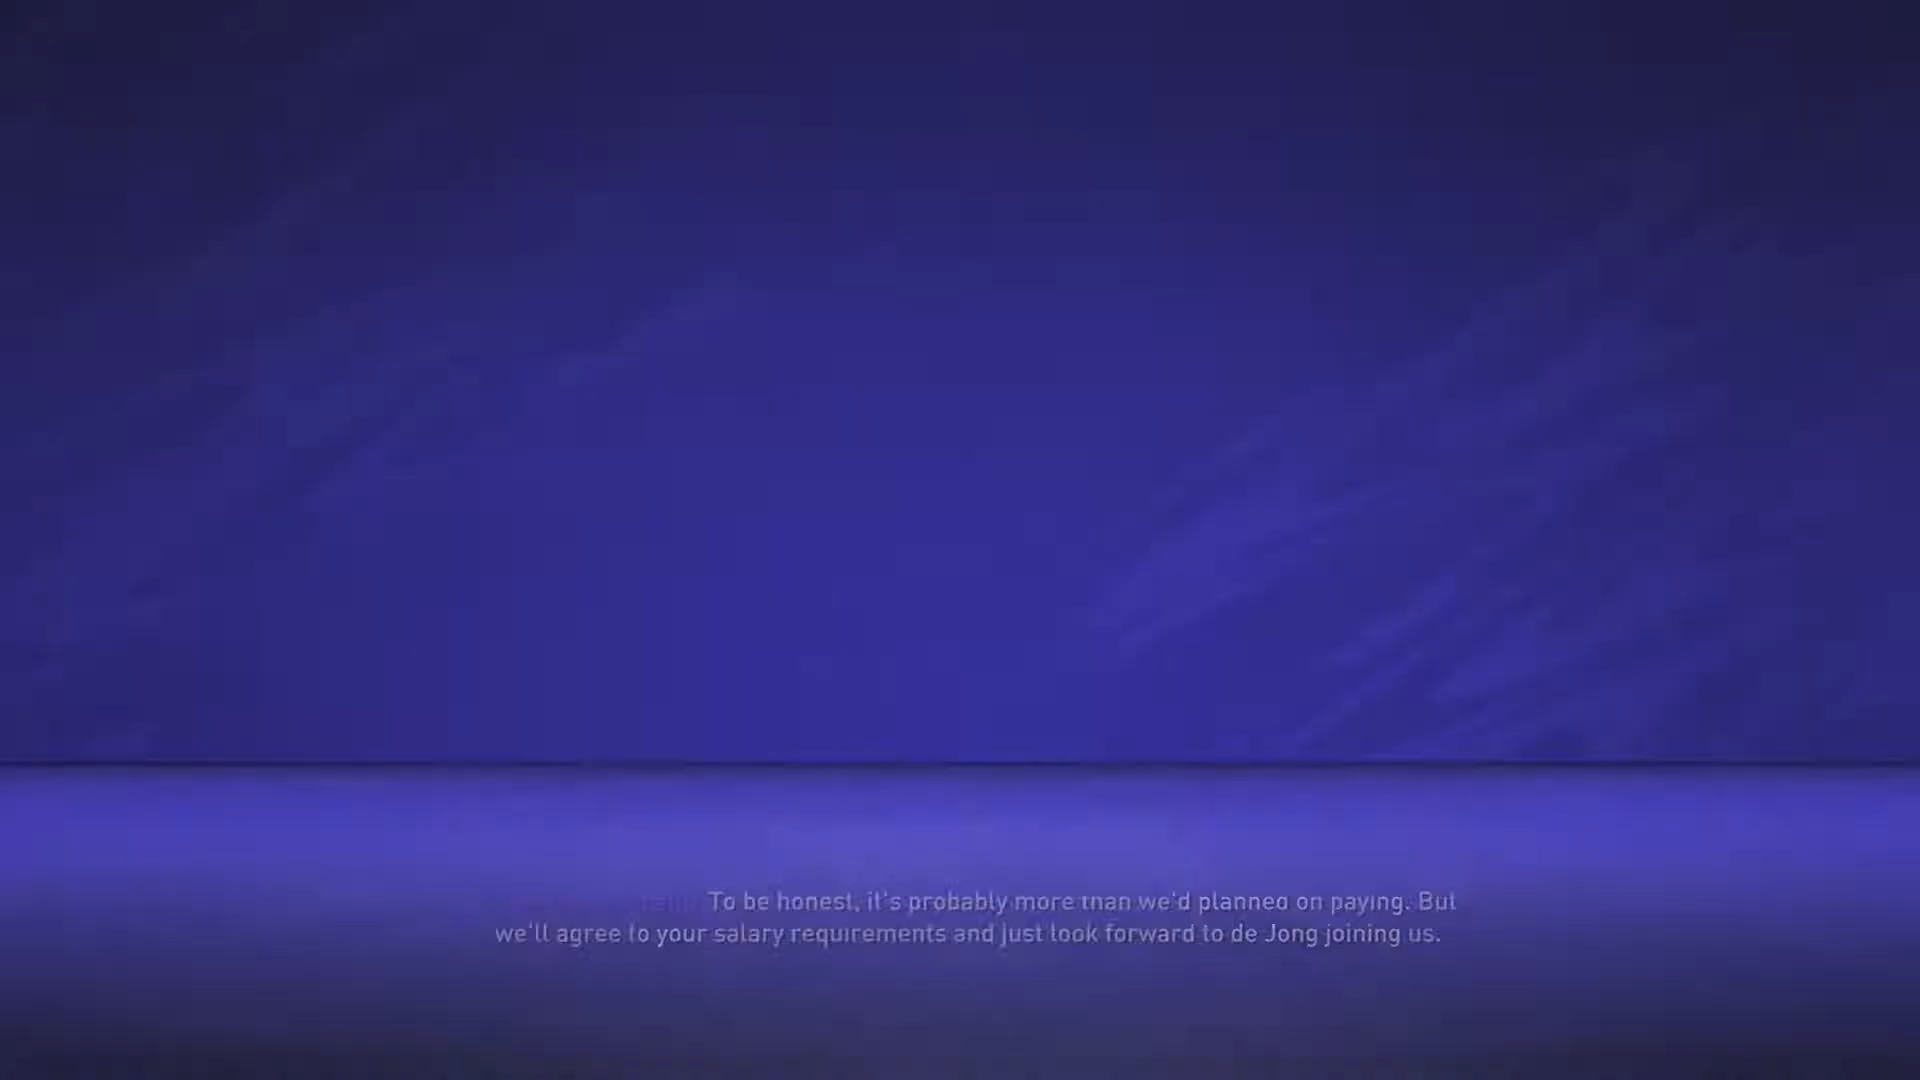 To be honest, it's probably more than we'd planned on paying. But
we'll agree to your salary requirements and just look forward to de Jong joining us.